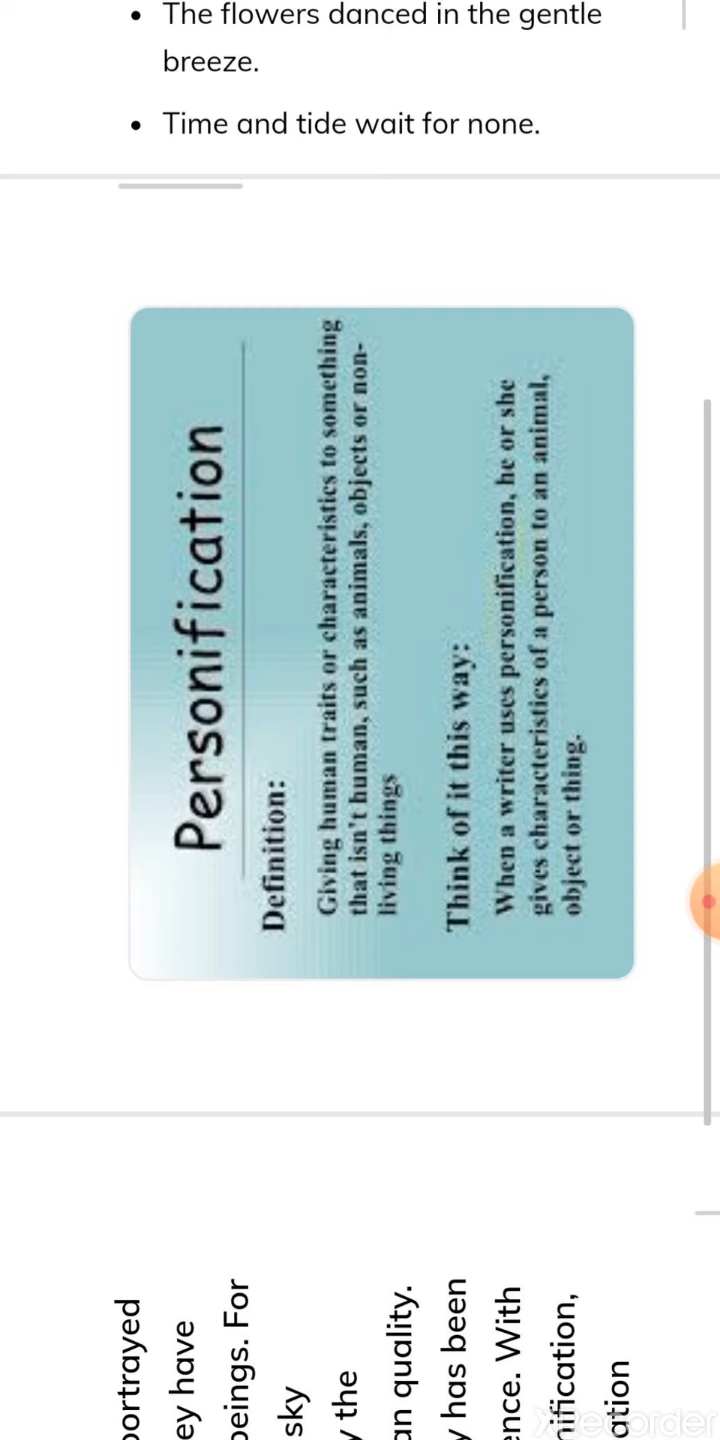 The flowers danced in the gentle
breeze.
Time and tide wait for none.
Personification
Definition:
Giving human traits or characteristics to something
that isn't human, such as animals, objects or non-
living things
Think of it this way:
When a writer uses personification, he or she
gives characteristics of a person to an animal,
object or thing.
portrayed
ey have
beings. For
sky
y the
an quality.
y has been
ence. With
nification,
ation
XRecorder